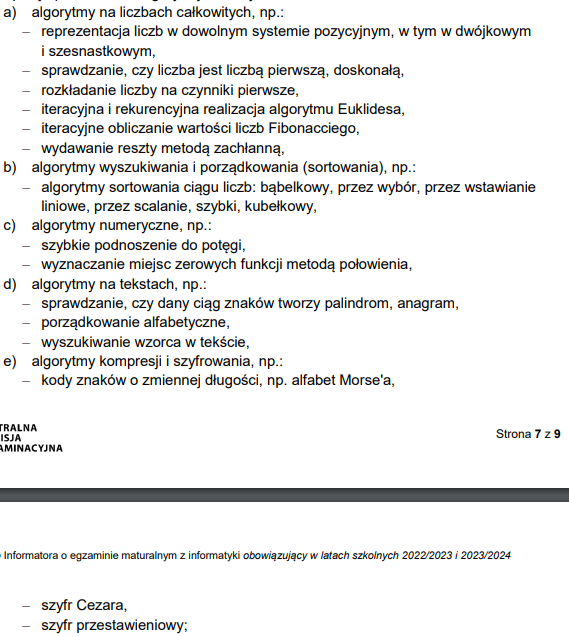 a) algorytmy na liczbach całkowitych, np.:
− reprezentacja liczb w dowolnym systemie pozycyjnym, w tym w dwójkowym
i szesnastkowym,
− sprawdzanie, czy liczba jest liczbą pierwszą, doskonałą,
− rozkładanie liczby na czynniki pierwsze,
− iteracyjna i rekurencyjna realizacja algorytmu Euklidesa,
− iteracyjne obliczanie wartości liczb Fibonacciego,
− wydawanie reszty metodą zachłanną,
b) algorytmy wyszukiwania i porządkowania (sortowania), np.:
− algorytmy sortowania ciągu liczb: bąbelkowy, przez wybór, przez wstawianie
liniowe, przez scalanie, szybki, kubełkowy,
c) algorytmy numeryczne, np.:
− szybkie podnoszenie do potęgi,
− wyznaczanie miejsc zerowych funkcji metodą połowienia,
d) algorytmy na tekstach, np.:
− sprawdzanie, czy dany ciąg znaków tworzy palindrom, anagram,
− porządkowanie alfabetyczne,
− wyszukiwanie wzorca w tekście,
e) algorytmy kompresji i szyfrowania, np.:
− kody znaków o zmiennej długości, np. alfabet Morse'a,
TRALNA
ISJA
AMINACYJNA
Strona 7 z 9
Informatora o egzaminie maturalnym z informatyki obowiązujący w latach szkolnych 2022/2023 i 2023/2024
− szyfr Cezara,
− szyfr przestawieniowy;